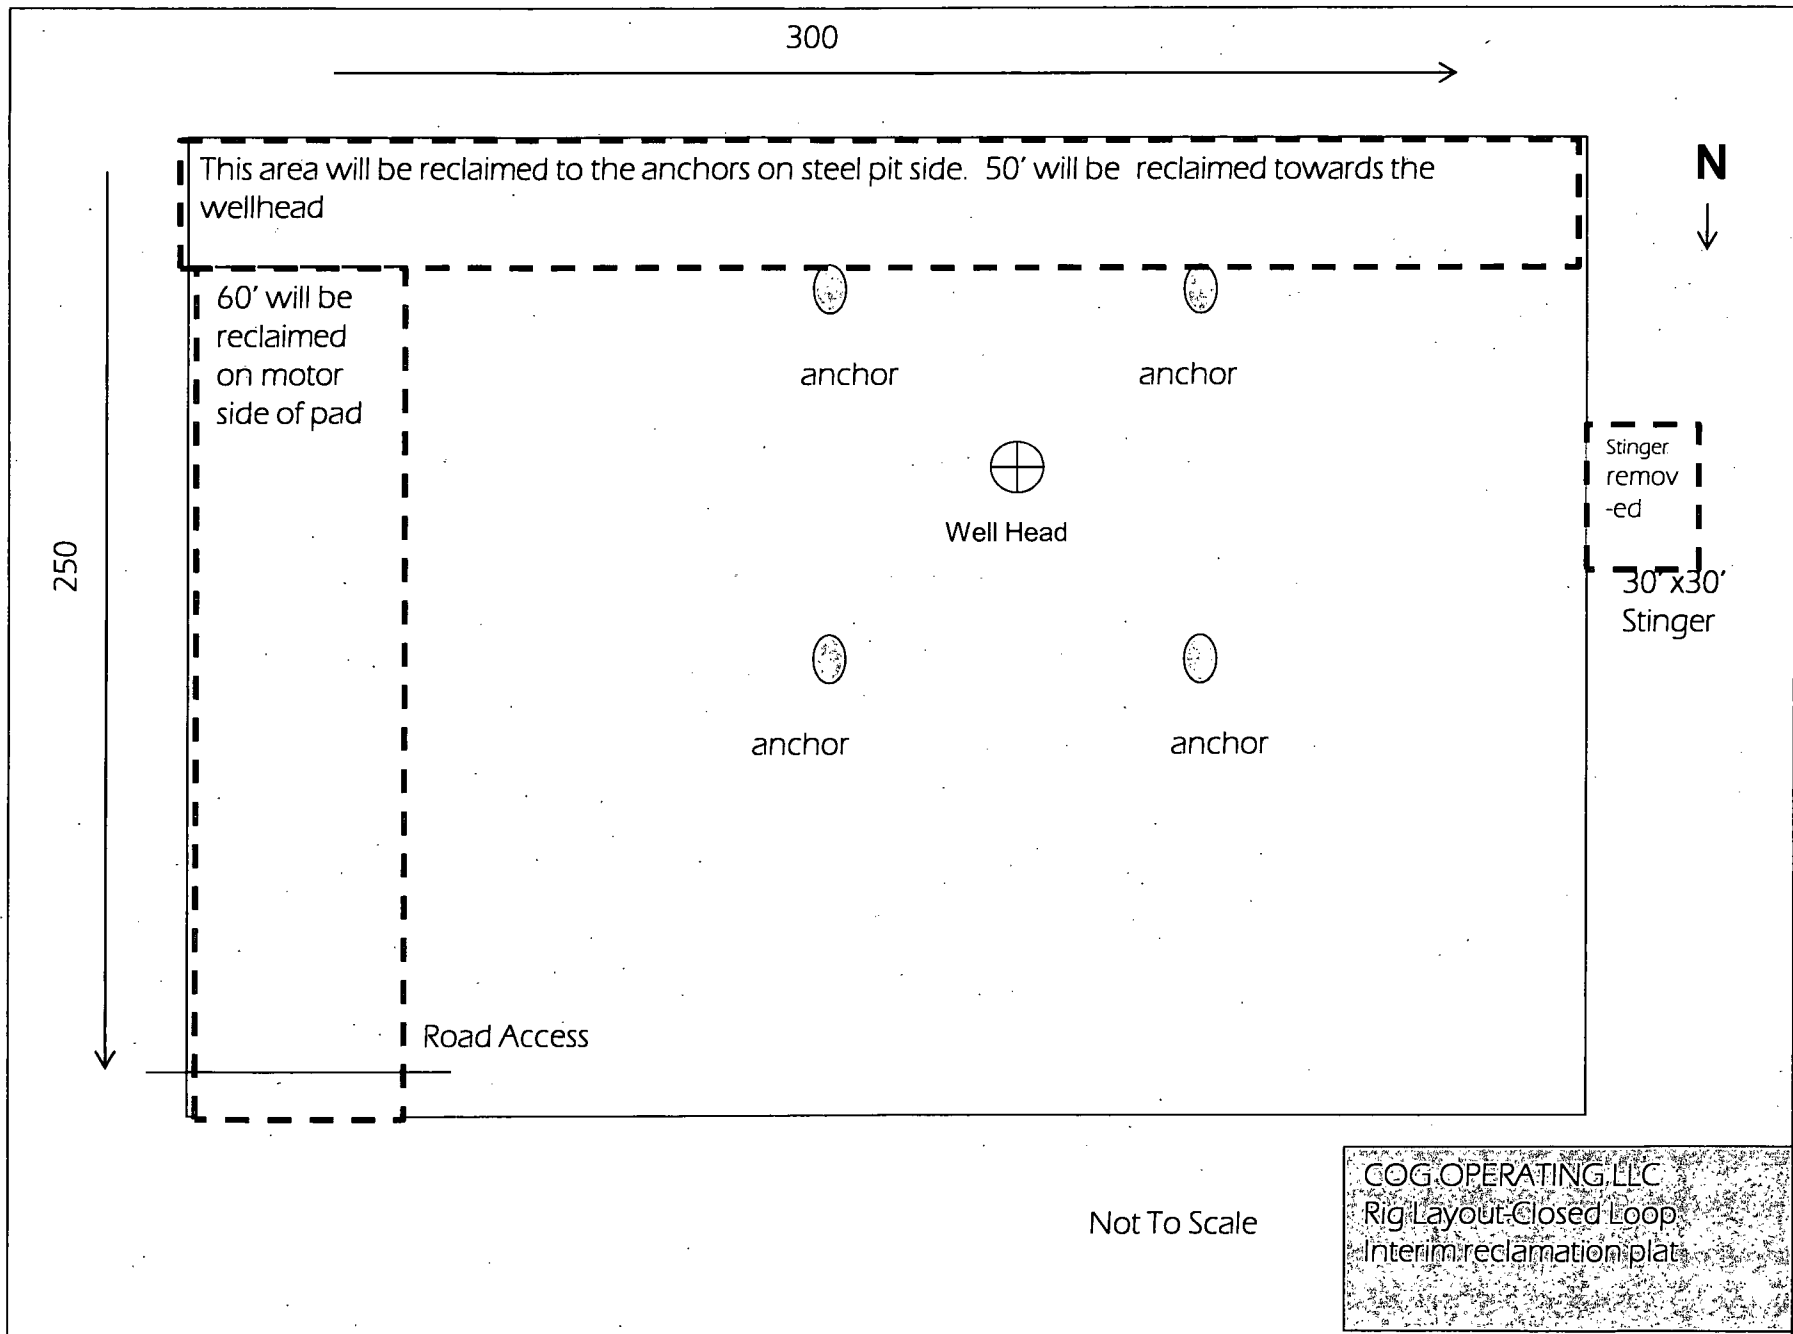 300
This area will be reclaimed to the anchors on steel pit side. 50' will be reclaimed towards the
wellhead
N
60' will be
reclaimed
on motor
side of pad
anchor
anchor
Stinger
remov
-ed
Well Head
250
30' x30'
Stinger
anchor
anchor
Road Access
Not To Scale
COG OPERATING LLC
Rig Layout-Closed Loop
Interim reclamation plat